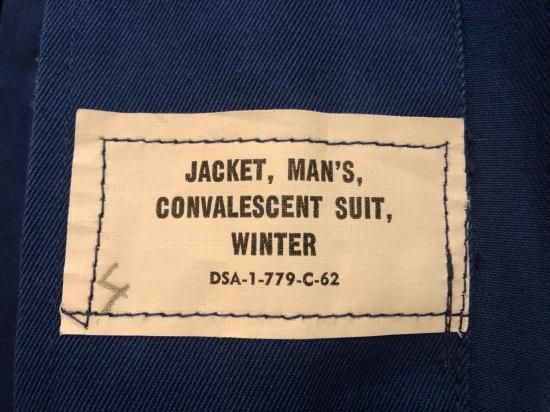 JACKET, MAN'S,
CONVALESCENT SUIT,
WINTER
DSA-1-779-C-62
4